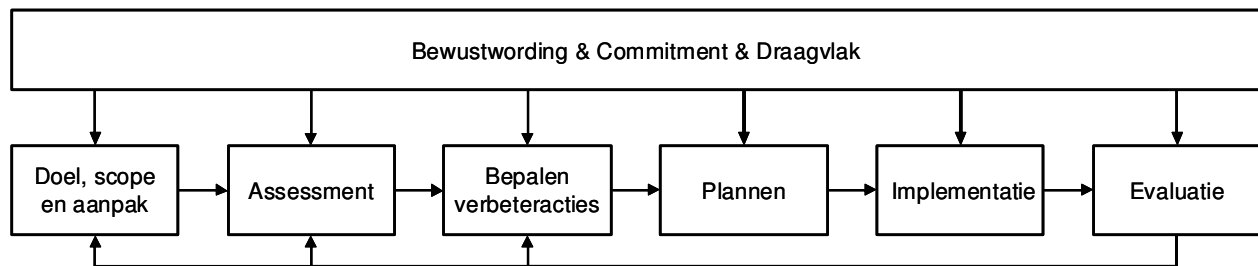 Bewustwording & Commitment & Draagvlak
Doel, scope
en aanpak
Assessment
Bepalen
verbeteracties
Plannen
Implementatie
Evaluatie